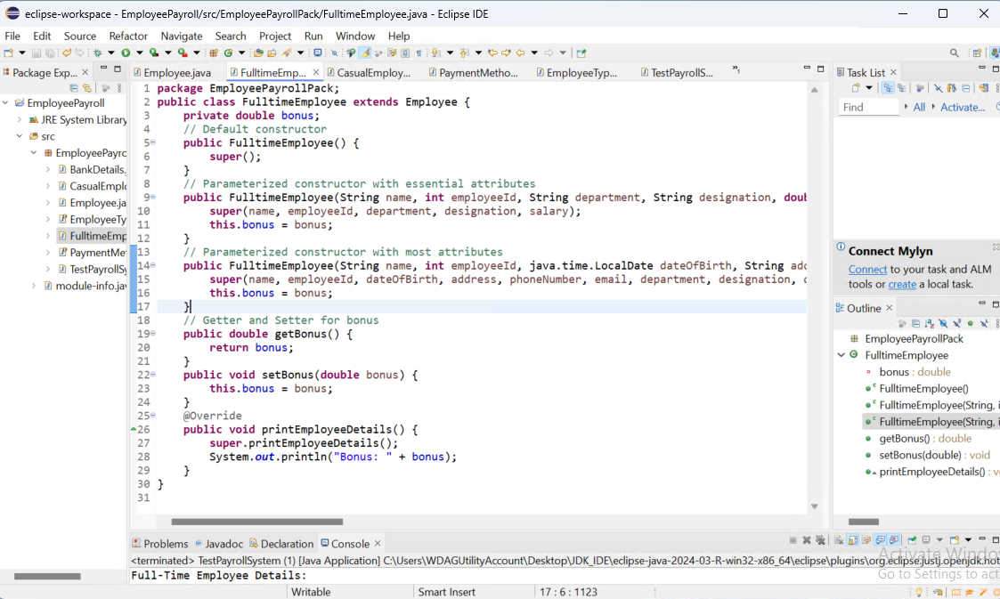 eclipse-workspace - EmployeePayroll/src/EmployeePayrollPack/FulltimeEmployee.java - Eclipse IDE
File Edit Source Refactor Navigate Search Project Run Window Help
Package Exp...
EmployeePayroll
JRE System Library
src
EmployeePayro
BankDetails.
CasualEmplo
Employee.ja
EmployeeTy
FulltimeEmp
PaymentMe
TestPayrollSy
module-info.jav
Employee.java FulltimeEmp... CasualEmploy... PaymentMetho... EmployeeTyp... TestPayrollS... 1
1 package EmployeePayrollPack;
2 public class FulltimeEmployee extends Employee {
3 private double bonus;
4 // Default constructor
5 public FulltimeEmployee() {
6 super();
7 }
8 // Parameterized constructor with essential attributes
9 public FulltimeEmployee(String name, int employeeId, String department, String designation, doub
10 super(name, employeeId, department, designation, salary);
11 this.bonus = bonus;
12 }
13 // Parameterized constructor with most attributes
14 public FulltimeEmployee(String name, int employeeId, java.time.LocalDate dateOfBirth, String add
15 super(name, employeeId, dateOfBirth, address, phoneNumber, email, department, designation,
16 this.bonus = bonus;
17 }
18 // Getter and Setter for bonus
19 public double getBonus() {
20 return bonus;
21 }
22 public void setBonus(double bonus) {
23 this.bonus = bonus;
24 }
25 @Override
26 public void printEmployeeDetails() {
27 super.printEmployeeDetails();
28 System.out.println("Bonus: " + bonus);
29 }
30 }
31
Task List
Find All Activate...
Connect Mylyn
Connect to your task and ALM
tools or create a local task.
Outline
EmployeePayrollPack
FulltimeEmployee
bonus : double
FulltimeEmployee()
FulltimeEmployee(String, i
FulltimeEmployee(String, i
getBonus() : double
setBonus(double) : void
printEmployeeDetails() : v
Problems Javadoc Declaration Console
<terminated> TestPayrollSystem (1) [Java Application] C:\Users\WDAGUtilityAccount\Desktop\JDK_IDE\eclipse-java-2024-03-R-win32-x86_64\eclipse\plugins\org.eclipse.justj.openjdk.hot
Full-Time Employee Details:
Activate Windo
Go to Settings to act
Writable Smart Insert 17 : 6 : 1123